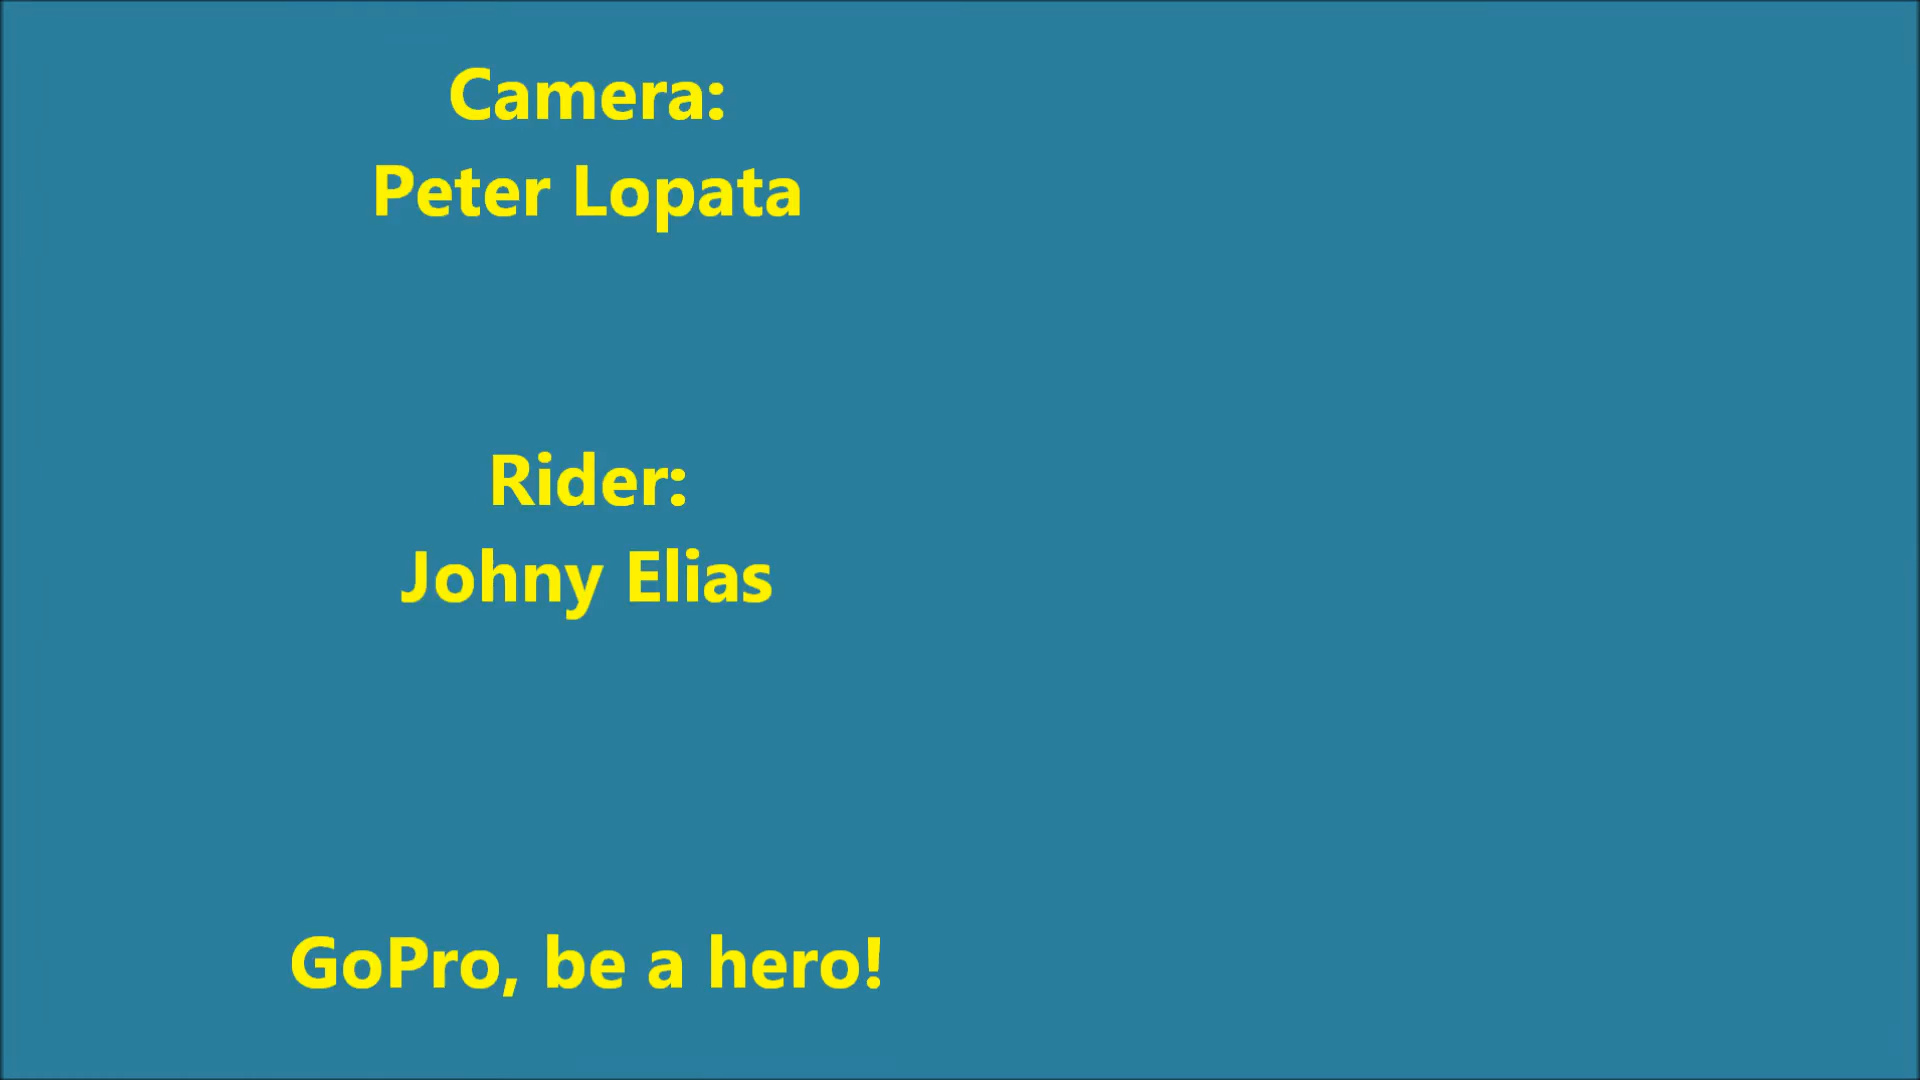 Camera:
Peter Lopata
Rider:
Johny Elias
GoPro, be a hero!